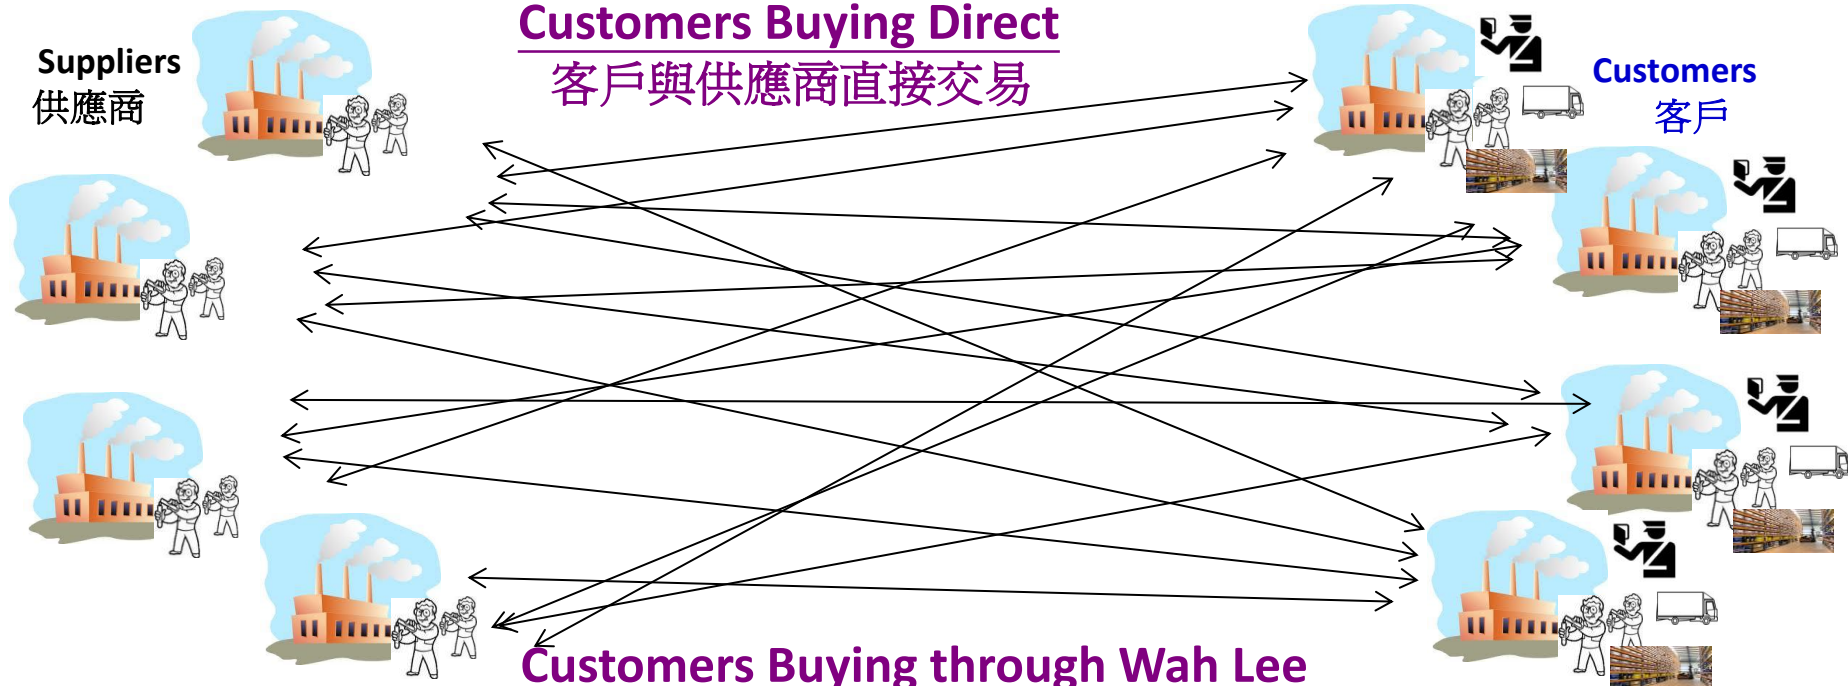 Customers Buying Direct
客戶與供應商直接交易
Suppliers
供應商
Customers
客戶
Customers Buying through Wah Lee